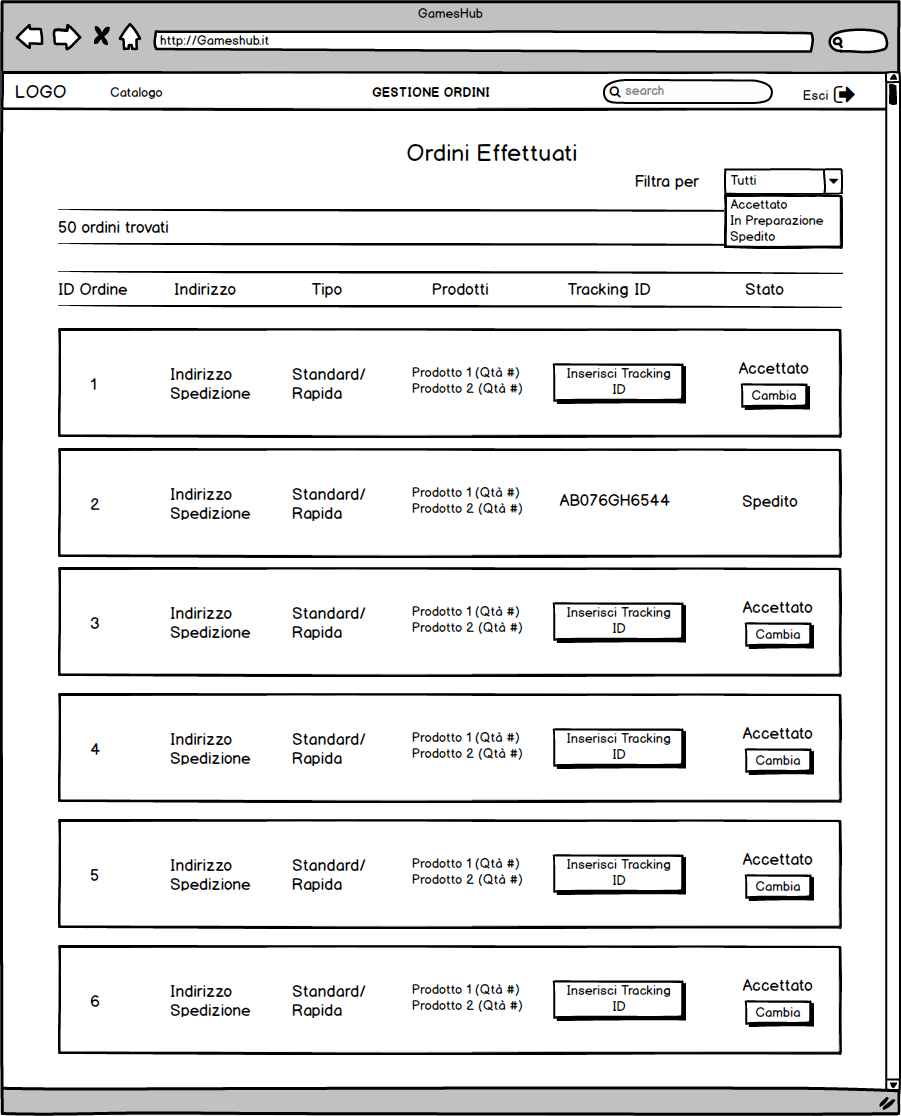 GamesHub
http://Gameshub.it
LOGO Catalogo GESTIONE ORDINI search Esci
Ordini Effettuati
Filtra per Tutti
Accettato
In Preparazione
Spedito
50 ordini trovati
ID Ordine Indirizzo Tipo Prodotti Tracking ID Stato
1
Indirizzo
Spedizione
Standard/
Rapida
Prodotto 1 (Qtà #)
Prodotto 2 (Qtà #)
Inserisci Tracking
ID
Accettato
Cambia
2
Indirizzo
Spedizione
Standard/
Rapida
Prodotto 1 (Qtà #)
Prodotto 2 (Qtà #)
AB076GH6544
Spedito
3
Indirizzo
Spedizione
Standard/
Rapida
Prodotto 1 (Qtà #)
Prodotto 2 (Qtà #)
Inserisci Tracking
ID
Accettato
Cambia
4
Indirizzo
Spedizione
Standard/
Rapida
Prodotto 1 (Qtà #)
Prodotto 2 (Qtà #)
Inserisci Tracking
ID
Accettato
Cambia
5
Indirizzo
Spedizione
Standard/
Rapida
Prodotto 1 (Qtà #)
Prodotto 2 (Qtà #)
Inserisci Tracking
ID
Accettato
Cambia
6
Indirizzo
Spedizione
Standard/
Rapida
Prodotto 1 (Qtà #)
Prodotto 2 (Qtà #)
Inserisci Tracking
ID
Accettato
Cambia